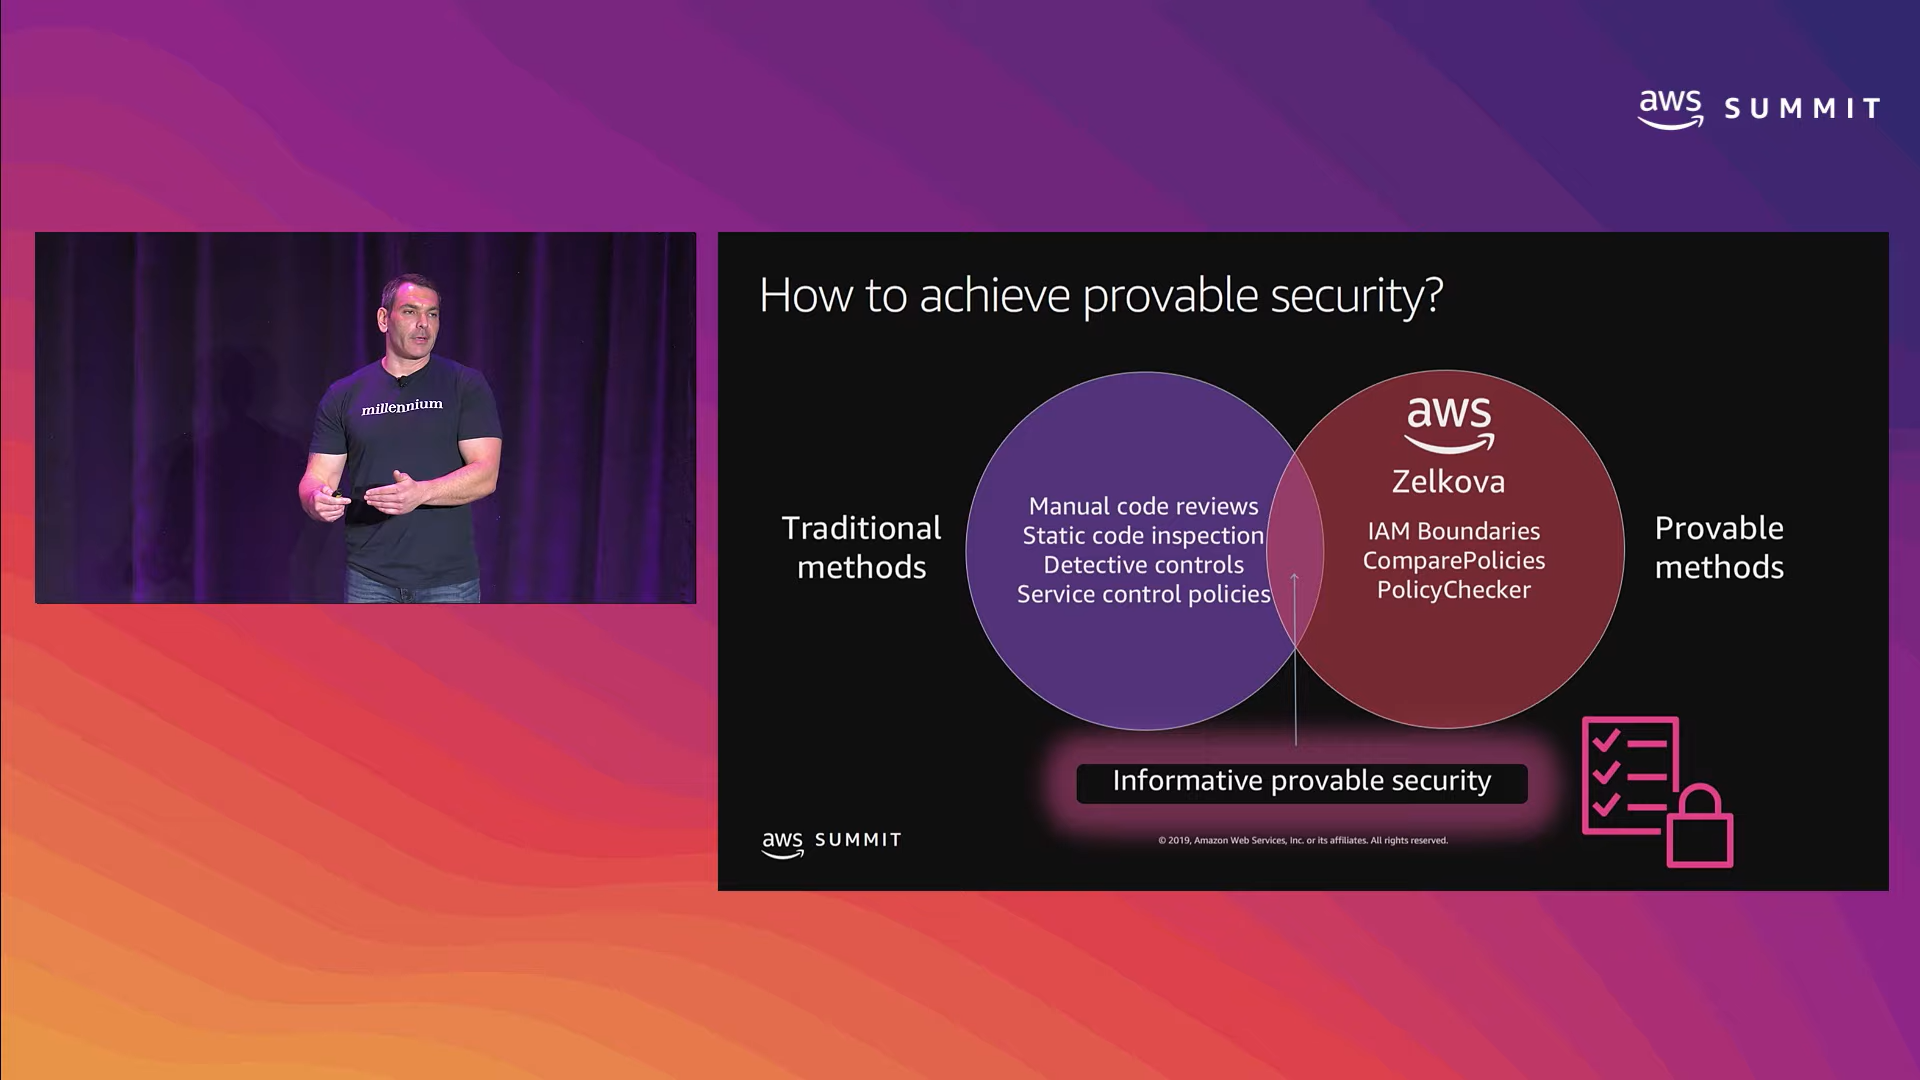 aws SUMMIT
millennium
How to achieve provable security?
Traditional
methods
Manual code reviews
Static code inspection
Detective controls
Service control policies
aws
Zelkova
IAM Boundaries
ComparePolicies
PolicyChecker
Provable
methods
Informative provable security
aws SUMMIT
© 2019, Amazon Web Services, Inc. or its affiliates. All rights reserved.